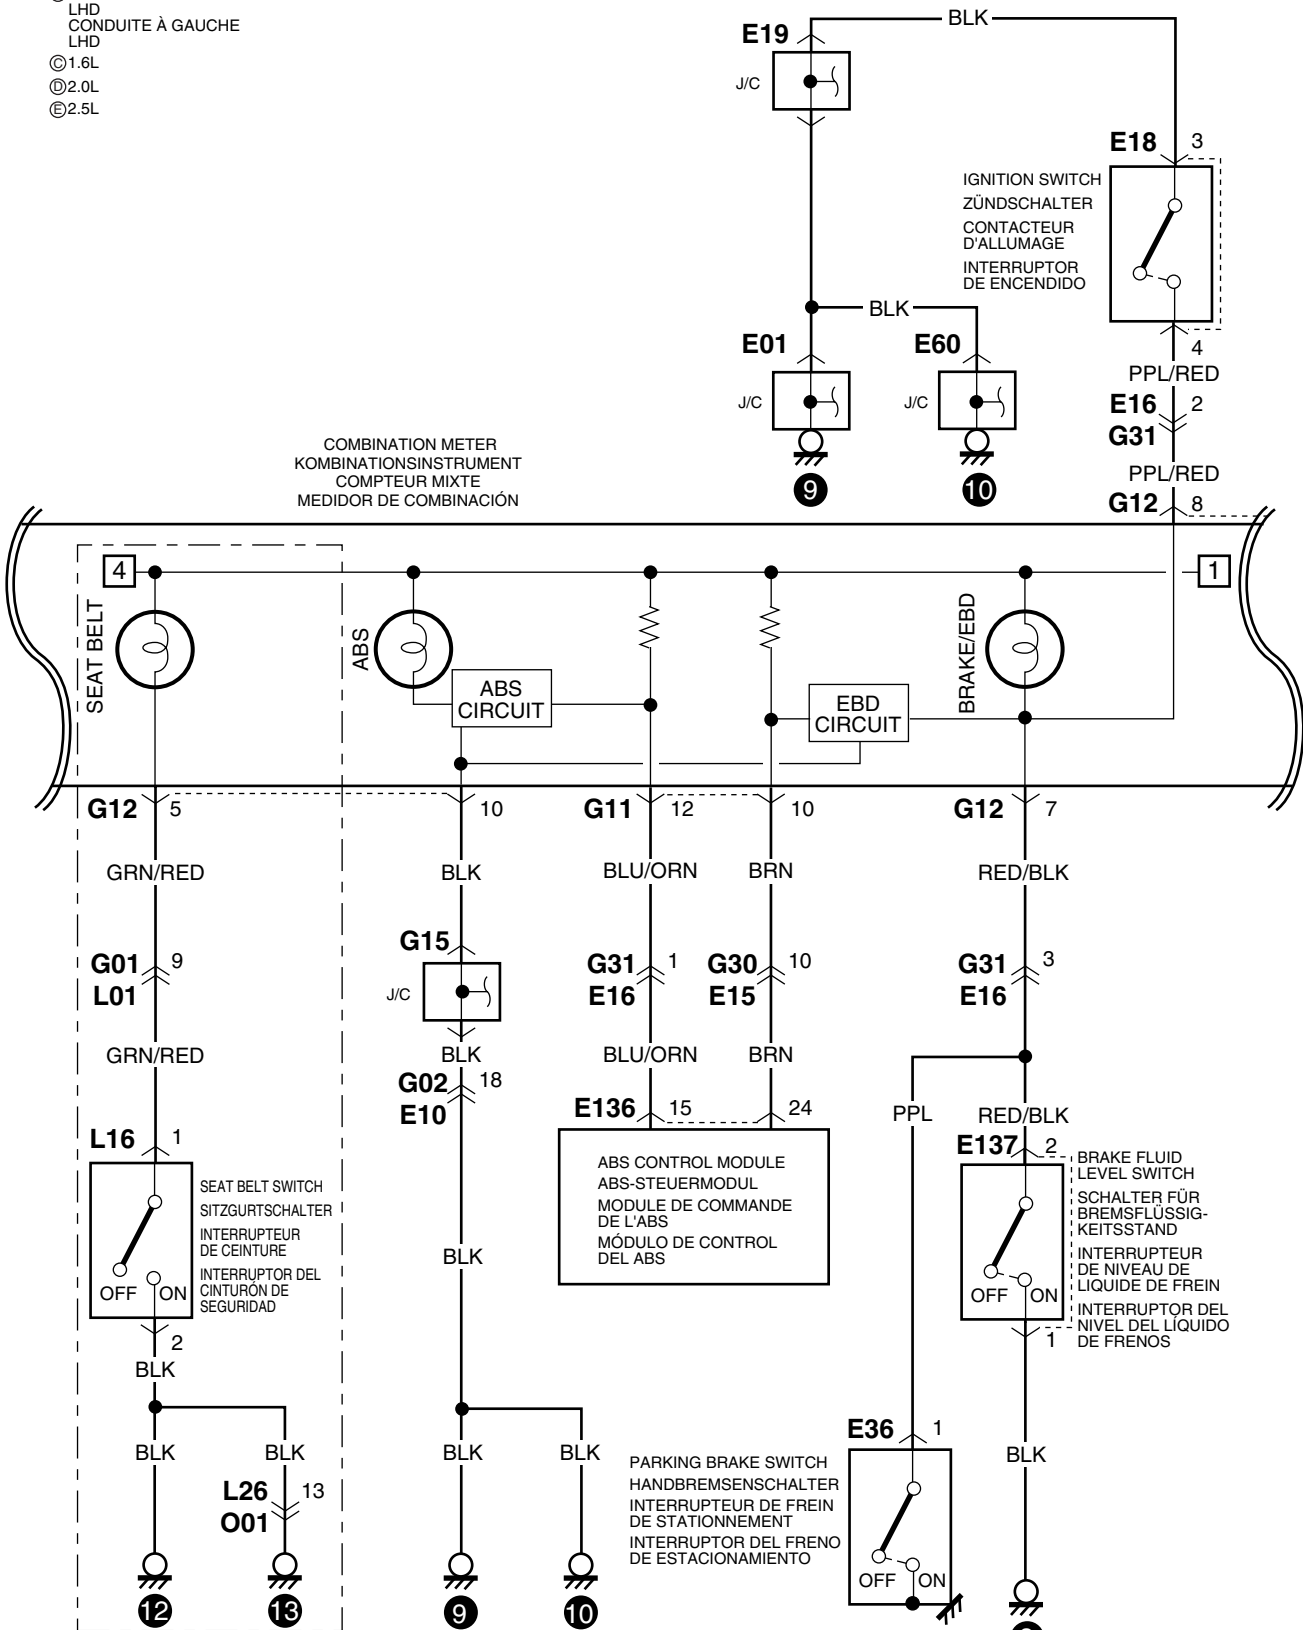 LHD
CONDUITE À GAUCHE
LHD
Ⓒ1.6L
Ⓓ2.0L
Ⓔ2.5L
BLK
E19
J/C
E18 3
IGNITION SWITCH
ZÜNDSCHALTER
CONTACTEUR
D'ALLUMAGE
INTERRUPTOR
DE ENCENDIDO
BLK
E01
E60
4
PPL/RED
J/C
J/C
E16 2
G31
9
10
PPL/RED
G12 8
COMBINATION METER
KOMBINATIONSINSTRUMENT
COMPTEUR MIXTE
MEDIDOR DE COMBINACIÓN
4
1
SEAT BELT
ABS
BRAKE/EBD
ABS
CIRCUIT
EBD
CIRCUIT
G12 5
10
G11 12
10
G12 7
GRN/RED
BLK
BLU/ORN
BRN
RED/BLK
G15
J/C
G01 9
L01
G31 1
E16
G30 10
E15
G31 3
E16
GRN/RED
BLK
BLU/ORN
BRN
G02 18
E10
E136 15
24
PPL
RED/BLK
L16 1
E137 2
SEAT BELT SWITCH
SITZGURTSCHALTER
INTERRUPTEUR
DE CEINTURE
INTERRUPTOR DEL
CINTURÓN DE
SEGURIDAD
OFF
ON
2
ABS CONTROL MODULE
ABS-STEUERMODUL
MODULE DE COMMANDE
DE L'ABS
MÓDULO DE CONTROL
DEL ABS
BRAKE FLUID
LEVEL SWITCH
SCHALTER FÜR
BREMSFLÜSSIG-
KEITSSTAND
INTERRUPTEUR
DE NIVEAU DE
LIQUIDE DE FREIN
INTERRUPTOR DEL
NIVEL DEL LÍQUIDO
DE FRENOS
OFF
ON
1
BLK
BLK
BLK
BLK
L26 13
O01
BLK
BLK
E36 1
BLK
PARKING BRAKE SWITCH
HANDBREMSENSCHALTER
INTERRUPTEUR DE FREIN
DE STATIONNEMENT
INTERRUPTOR DEL FRENO
DE ESTACIONAMIENTO
OFF
ON
12
13
9
10